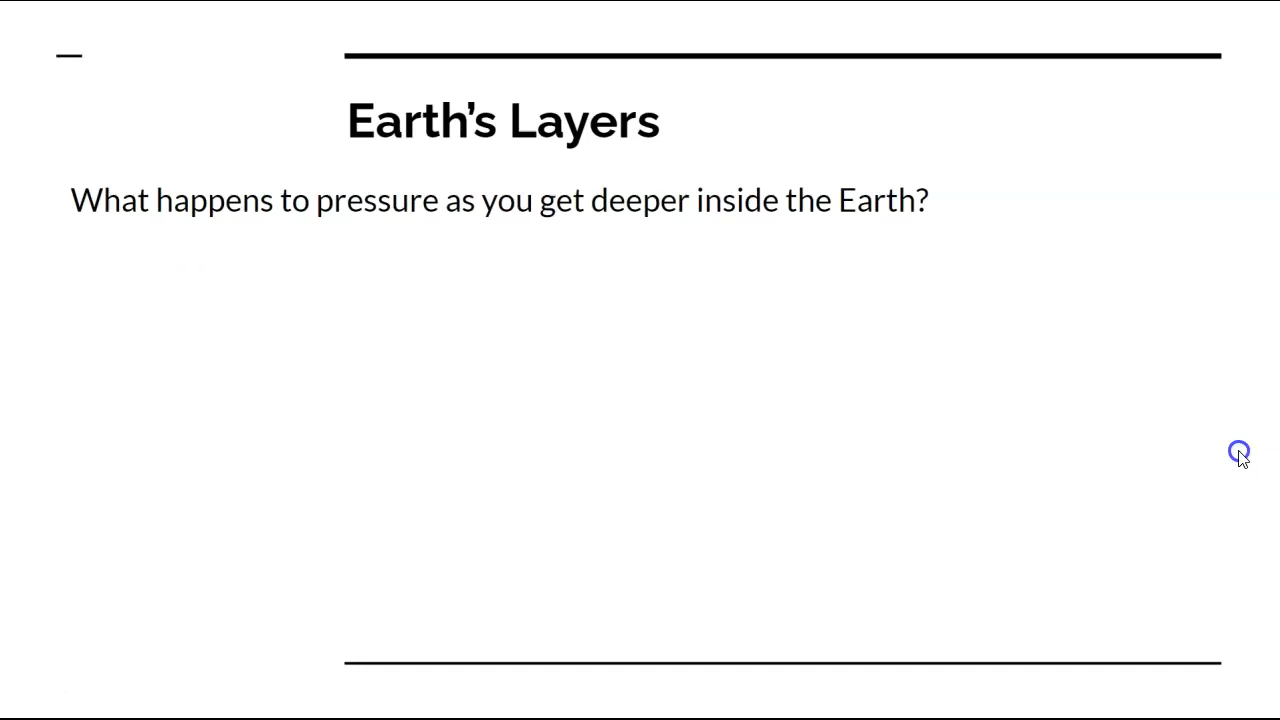 Earth’s Layers
What happens to pressure as you get deeper inside the Earth?